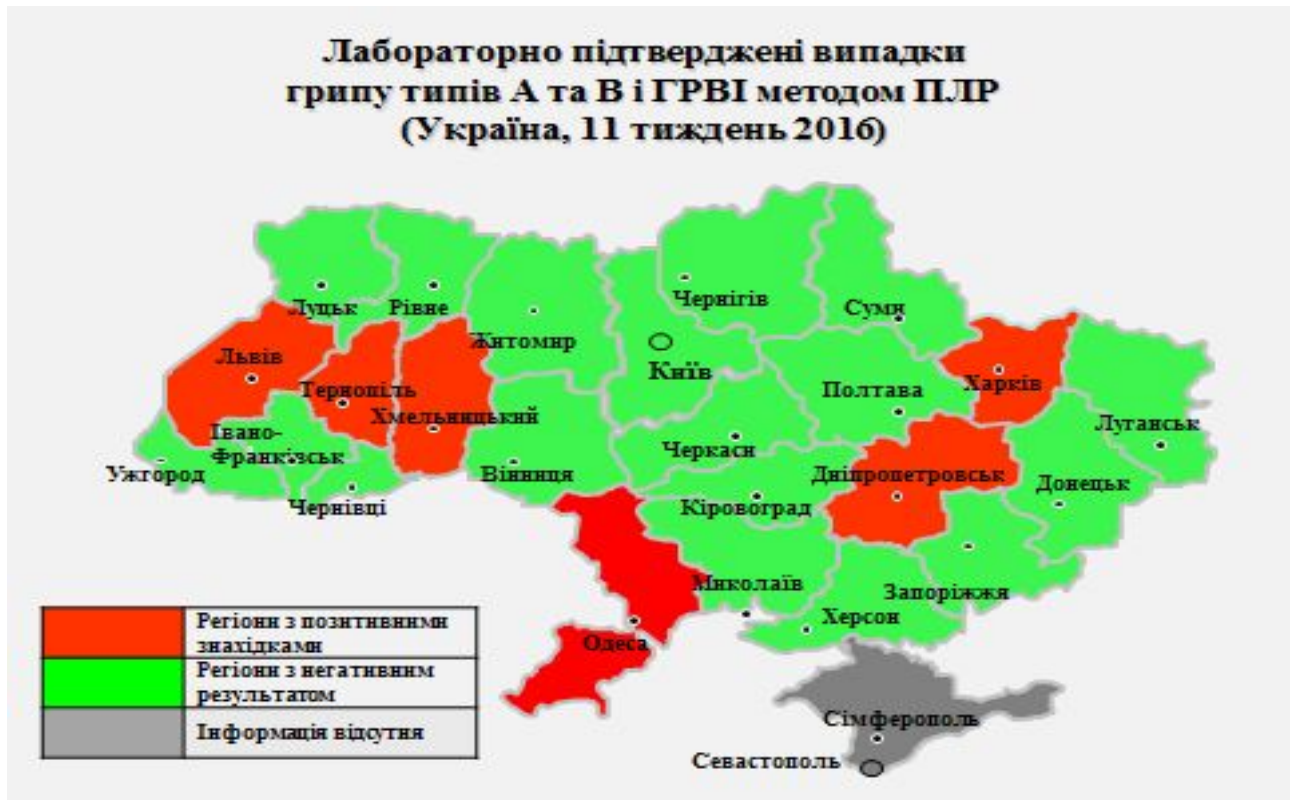 Лабораторно підтверджені випадки
грипу типів А та В і ГРВІ методом ПЛР
(Україна, 11 тиждень 2016)
Чернігів
Луцьк
Рівне
Суми
Житомир
Київ
Львів
Тернопіль
Харків
Полтава
Хмельницький
Луганськ
Івано-
Франківськ
Черкаси
Ужгород
Вінниця
Дніпропетровськ
Донецьк
Чернівці
Кіровоград
Миколаїв
Запоріжжя
Херсон
Одеса
Сімферополь
Севастополь
Регіони з позитивними
знахідками
Регіони з негативним
результатом
Інформація відсутня